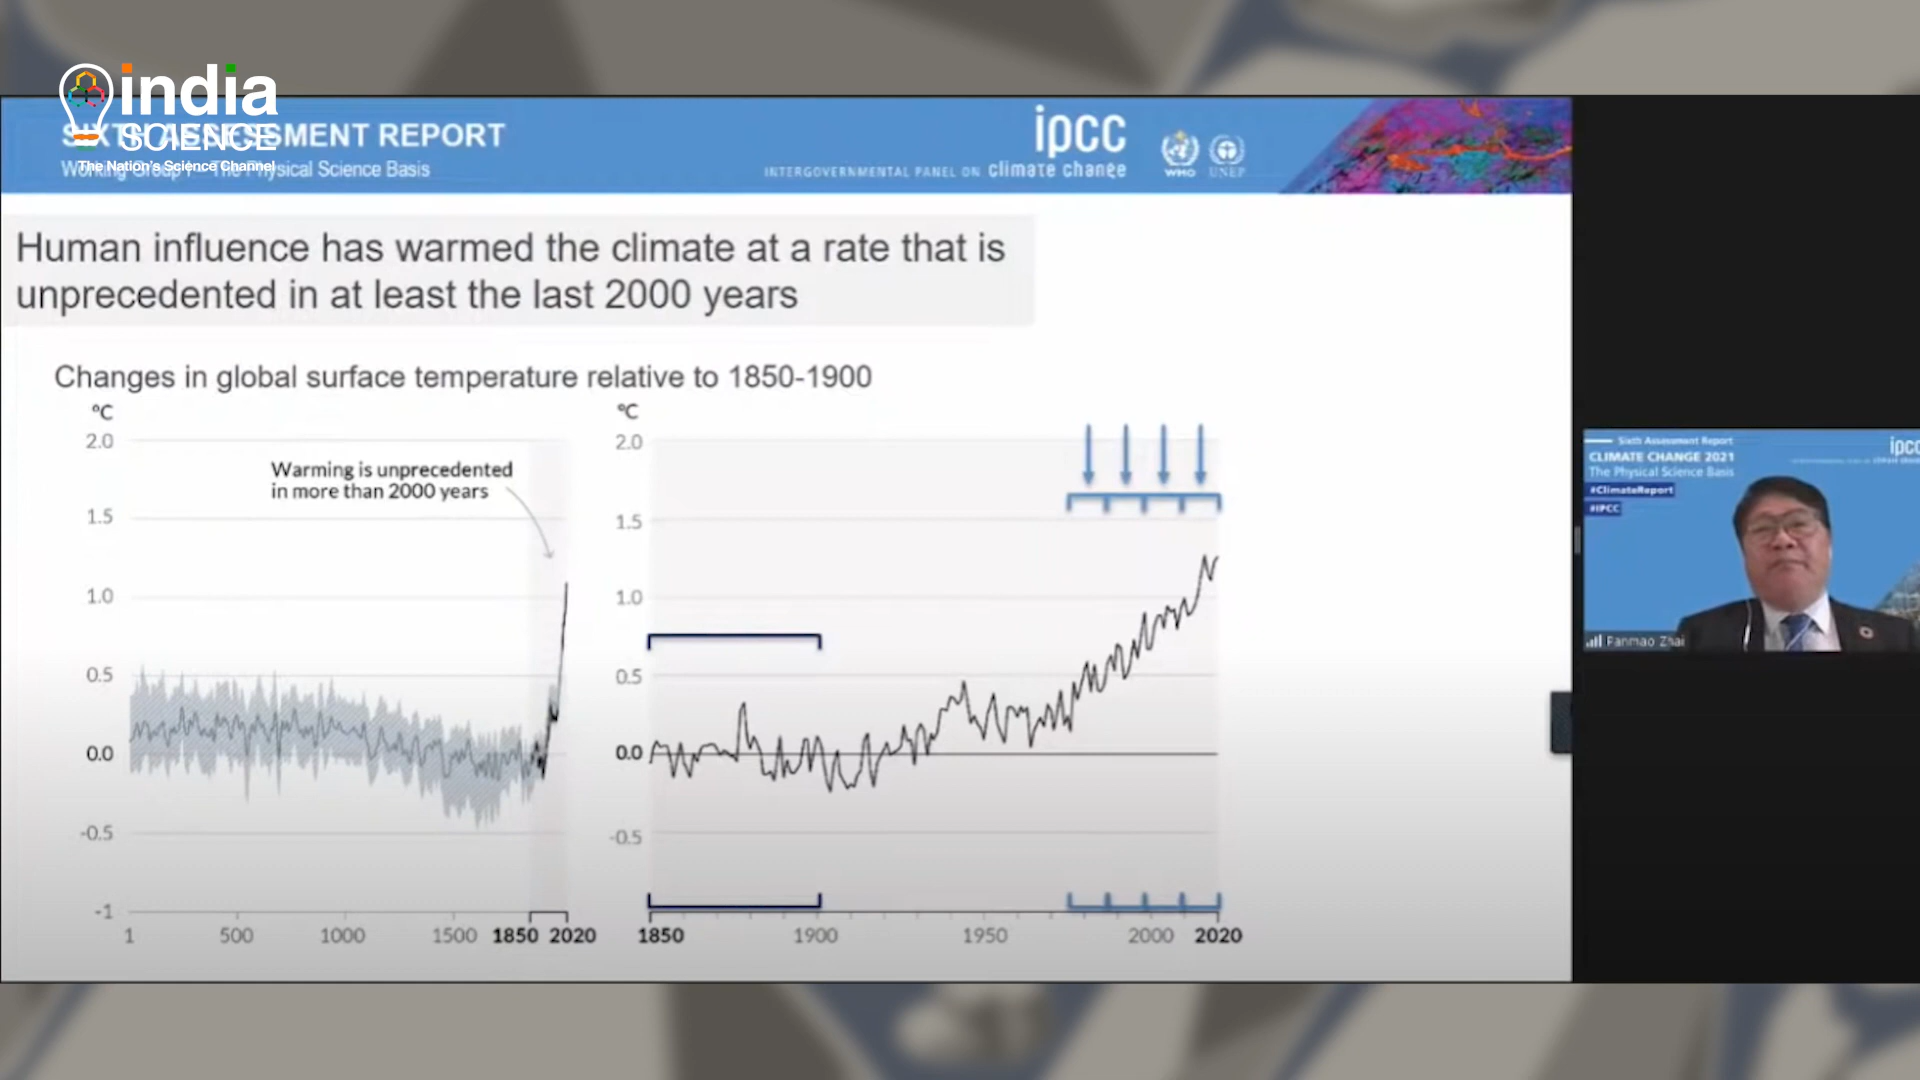 india
SCIENCE
The Nation's Science Channel
SIXTH ASSESSMENT REPORT
Working Group I – The Physical Science Basis
ipcc
INTERGOVERNMENTAL PANEL ON climate change
WMO
UNEP
Human influence has warmed the climate at a rate that is
unprecedented in at least the last 2000 years
Changes in global surface temperature relative to 1850-1900
°C
2.0
1.5
1.0
0.5
0.0
-0.5
-1
Warming is unprecedented
in more than 2000 years
1 500 1000 1500 1850 2020
°C
2.0
1.5
1.0
0.5
0.0
-0.5
1850 1900 1950 2000 2020
Sixth Assessment Report
CLIMATE CHANGE 2021
The Physical Science Basis
#ClimateReport
#IPCC
ipcc
Panmao Zhai